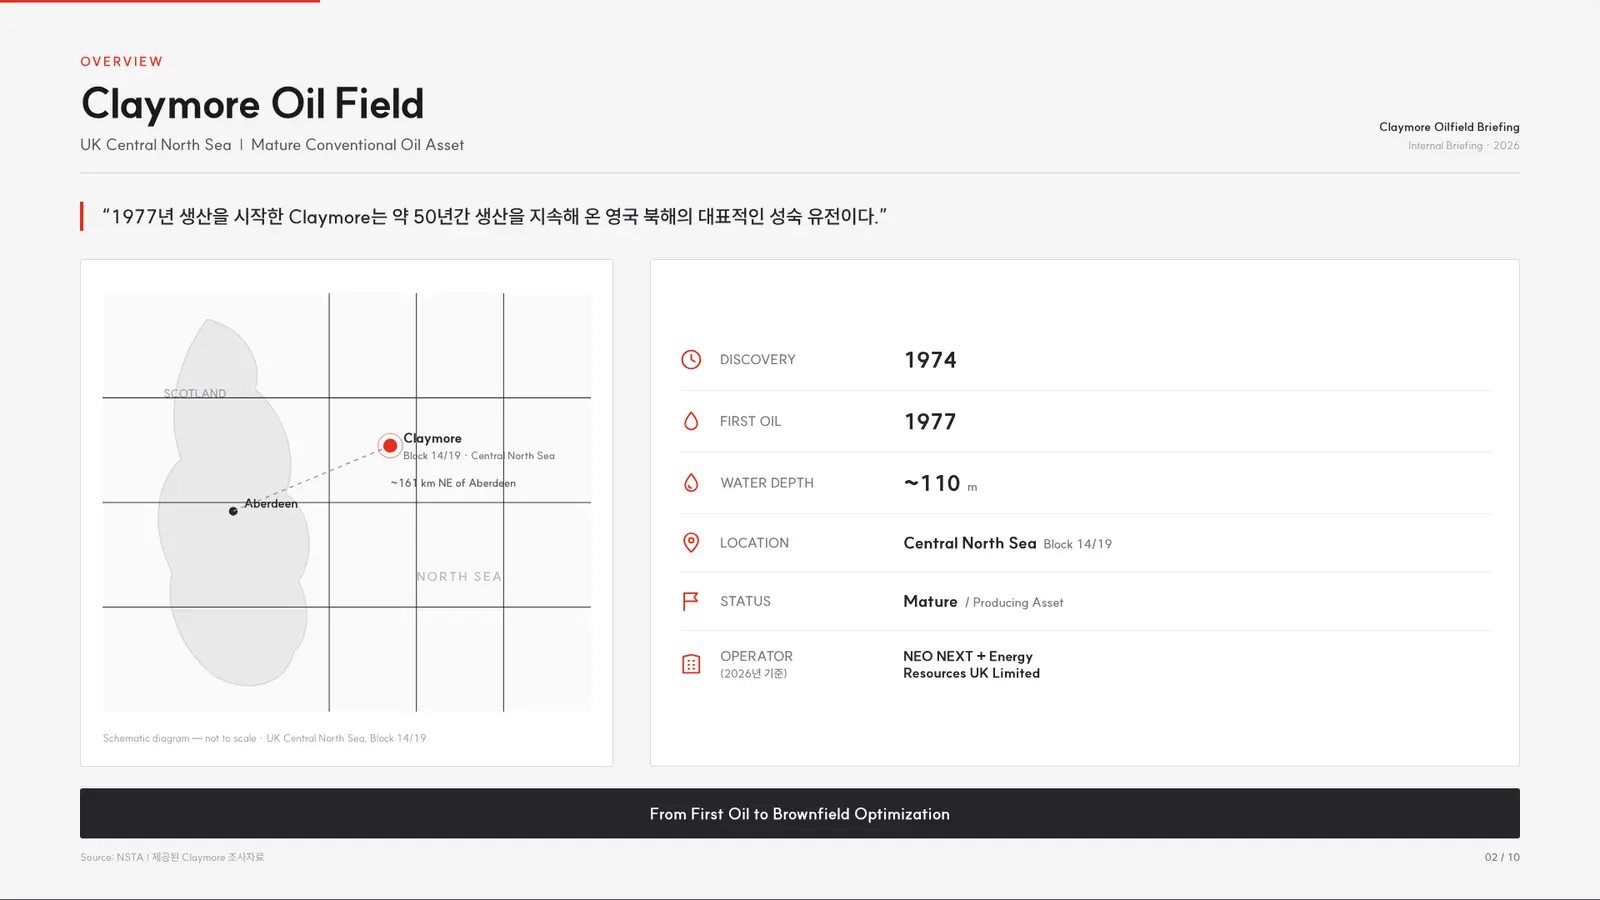 OVERVIEW
Claymore Oil Field
UK Central North Sea | Mature Conventional Oil Asset
Claymore Oilfield Briefing
Internal Briefing · 2026
“1977년 생산을 시작한 Claymore는 약 50년간 생산을 지속해 온 영국 북해의 대표적인 성숙 유전이다.”
SCOTLAND
Claymore
Block 14/19 · Central North Sea
~161 km NE of Aberdeen
Aberdeen
NORTH SEA
Schematic diagram — not to scale · UK Central North Sea, Block 14/19
DISCOVERY 1974
FIRST OIL 1977
WATER DEPTH ~110 m
LOCATION Central North Sea Block 14/19
STATUS Mature / Producing Asset
OPERATOR
(2026년 기준)
NEO NEXT + Energy
Resources UK Limited
From First Oil to Brownfield Optimization
Source: NSTA | 제공된 Claymore 조사자료
02 / 10